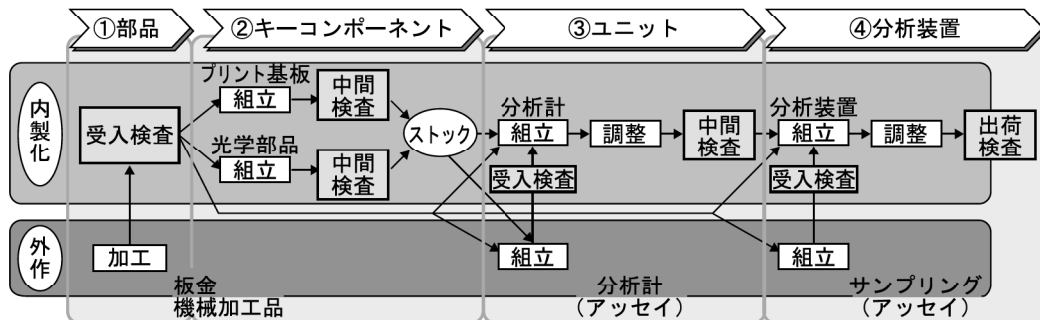 ①部品
②キーコンポーネント
③ユニット
④分析装置
内製化
受入検査
プリント基板
組立
中間
検査
光学部品
組立
中間
検査
ストック
分析計
組立
調整
中間
検査
受入検査
分析装置
組立
調整
出荷
検査
受入検査
外作
加工
組立
組立
板金
機械加工品
分析計
（アッセイ）
サンプリング
（アッセイ）